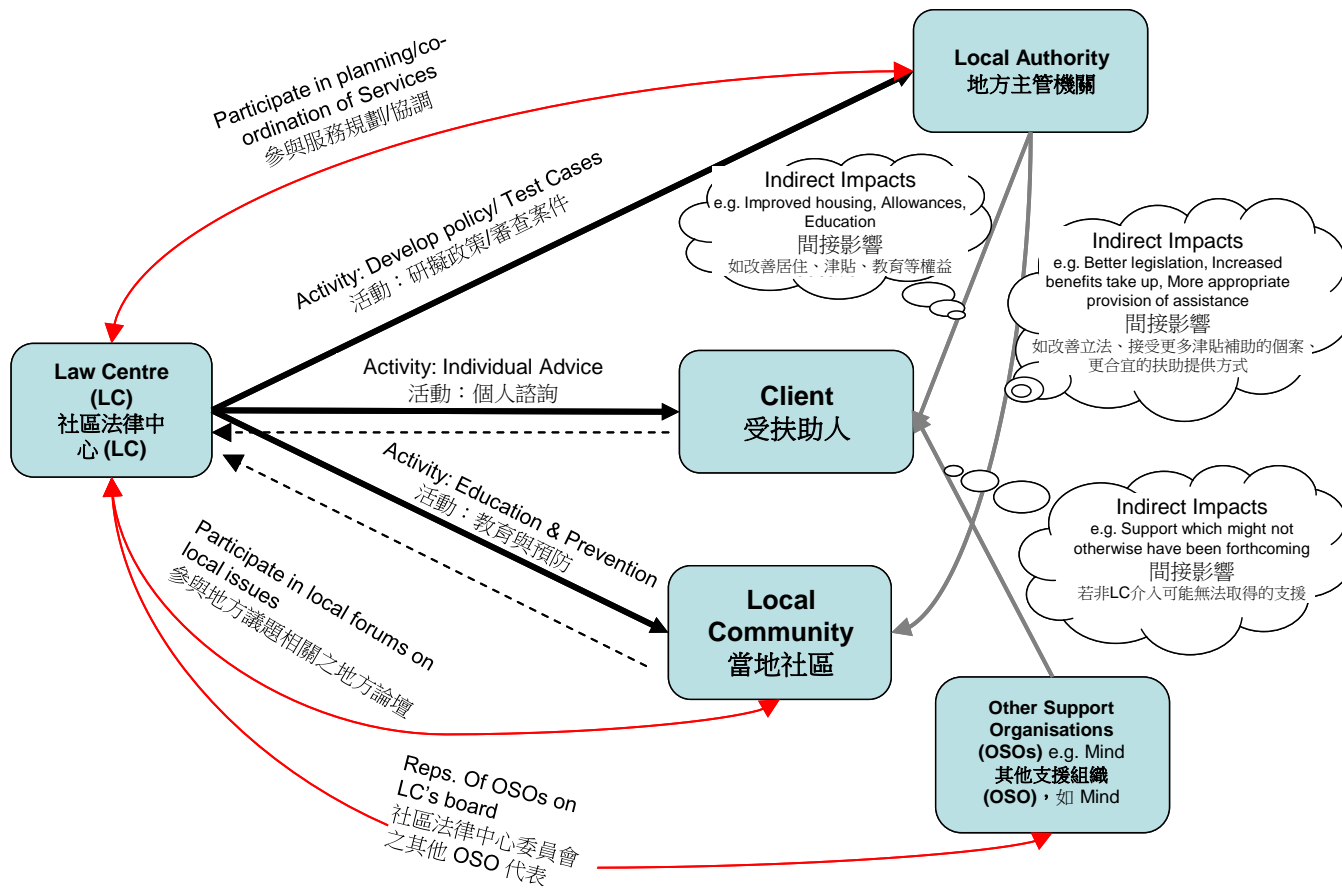 Local Authority
地方主管機關
Participate in planning/co-
ordination of Services
參與服務規劃/協調
Indirect Impacts
e.g. Improved housing, Allowances,
Education
間接影響
如改善居住、津貼、教育等權益
Indirect Impacts
e.g. Better legislation, Increased
benefits take up, More appropriate
provision of assistance
間接影響
如改善立法、接受更多津貼補助的個案、
更合宜的扶助提供方式
Activity: Develop policy/ Test Cases
活動：研擬政策/審查案件
Law Centre
(LC)
社區法律中
心 (LC)
Activity: Individual Advice
活動：個人諮詢
Client
受扶助人
Activity: Education & Prevention
活動：教育與預防
Indirect Impacts
e.g. Support which might not
otherwise have been forthcoming
間接影響
若非LC介入可能無法取得的支援
Participate in local forums on
local issues
參與地方議題相關之地方論壇
Local
Community
當地社區
Other Support
Organisations
(OSOs) e.g. Mind
其他支援組織
(OSO)，如 Mind
Reps. Of OSOs on
LC's board
社區法律中心委員會
之其他 OSO 代表